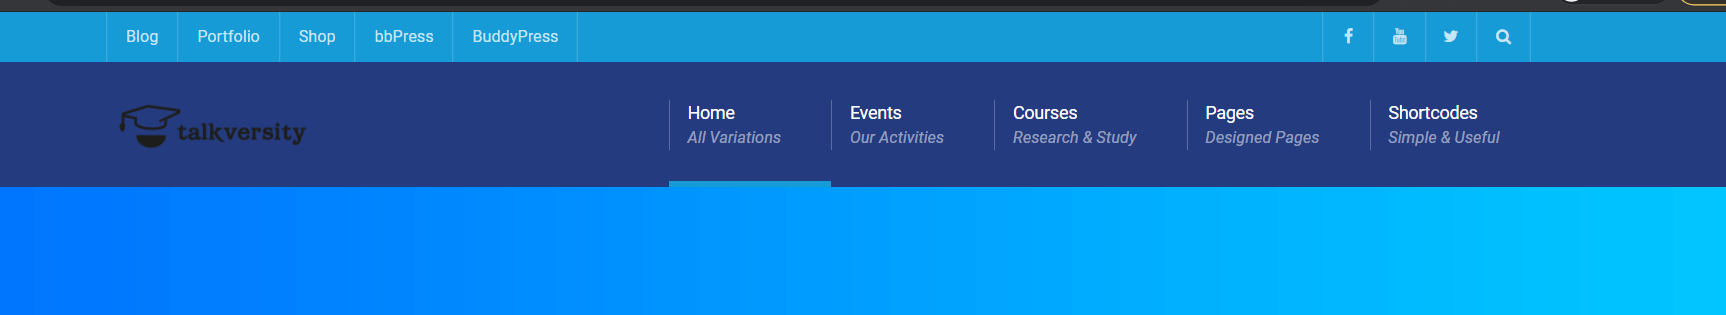 Blog Portfolio Shop bbPress BuddyPress
talkversity
Home Events Courses Pages Shortcodes
All Variations Our Activities Research & Study Designed Pages Simple & Useful